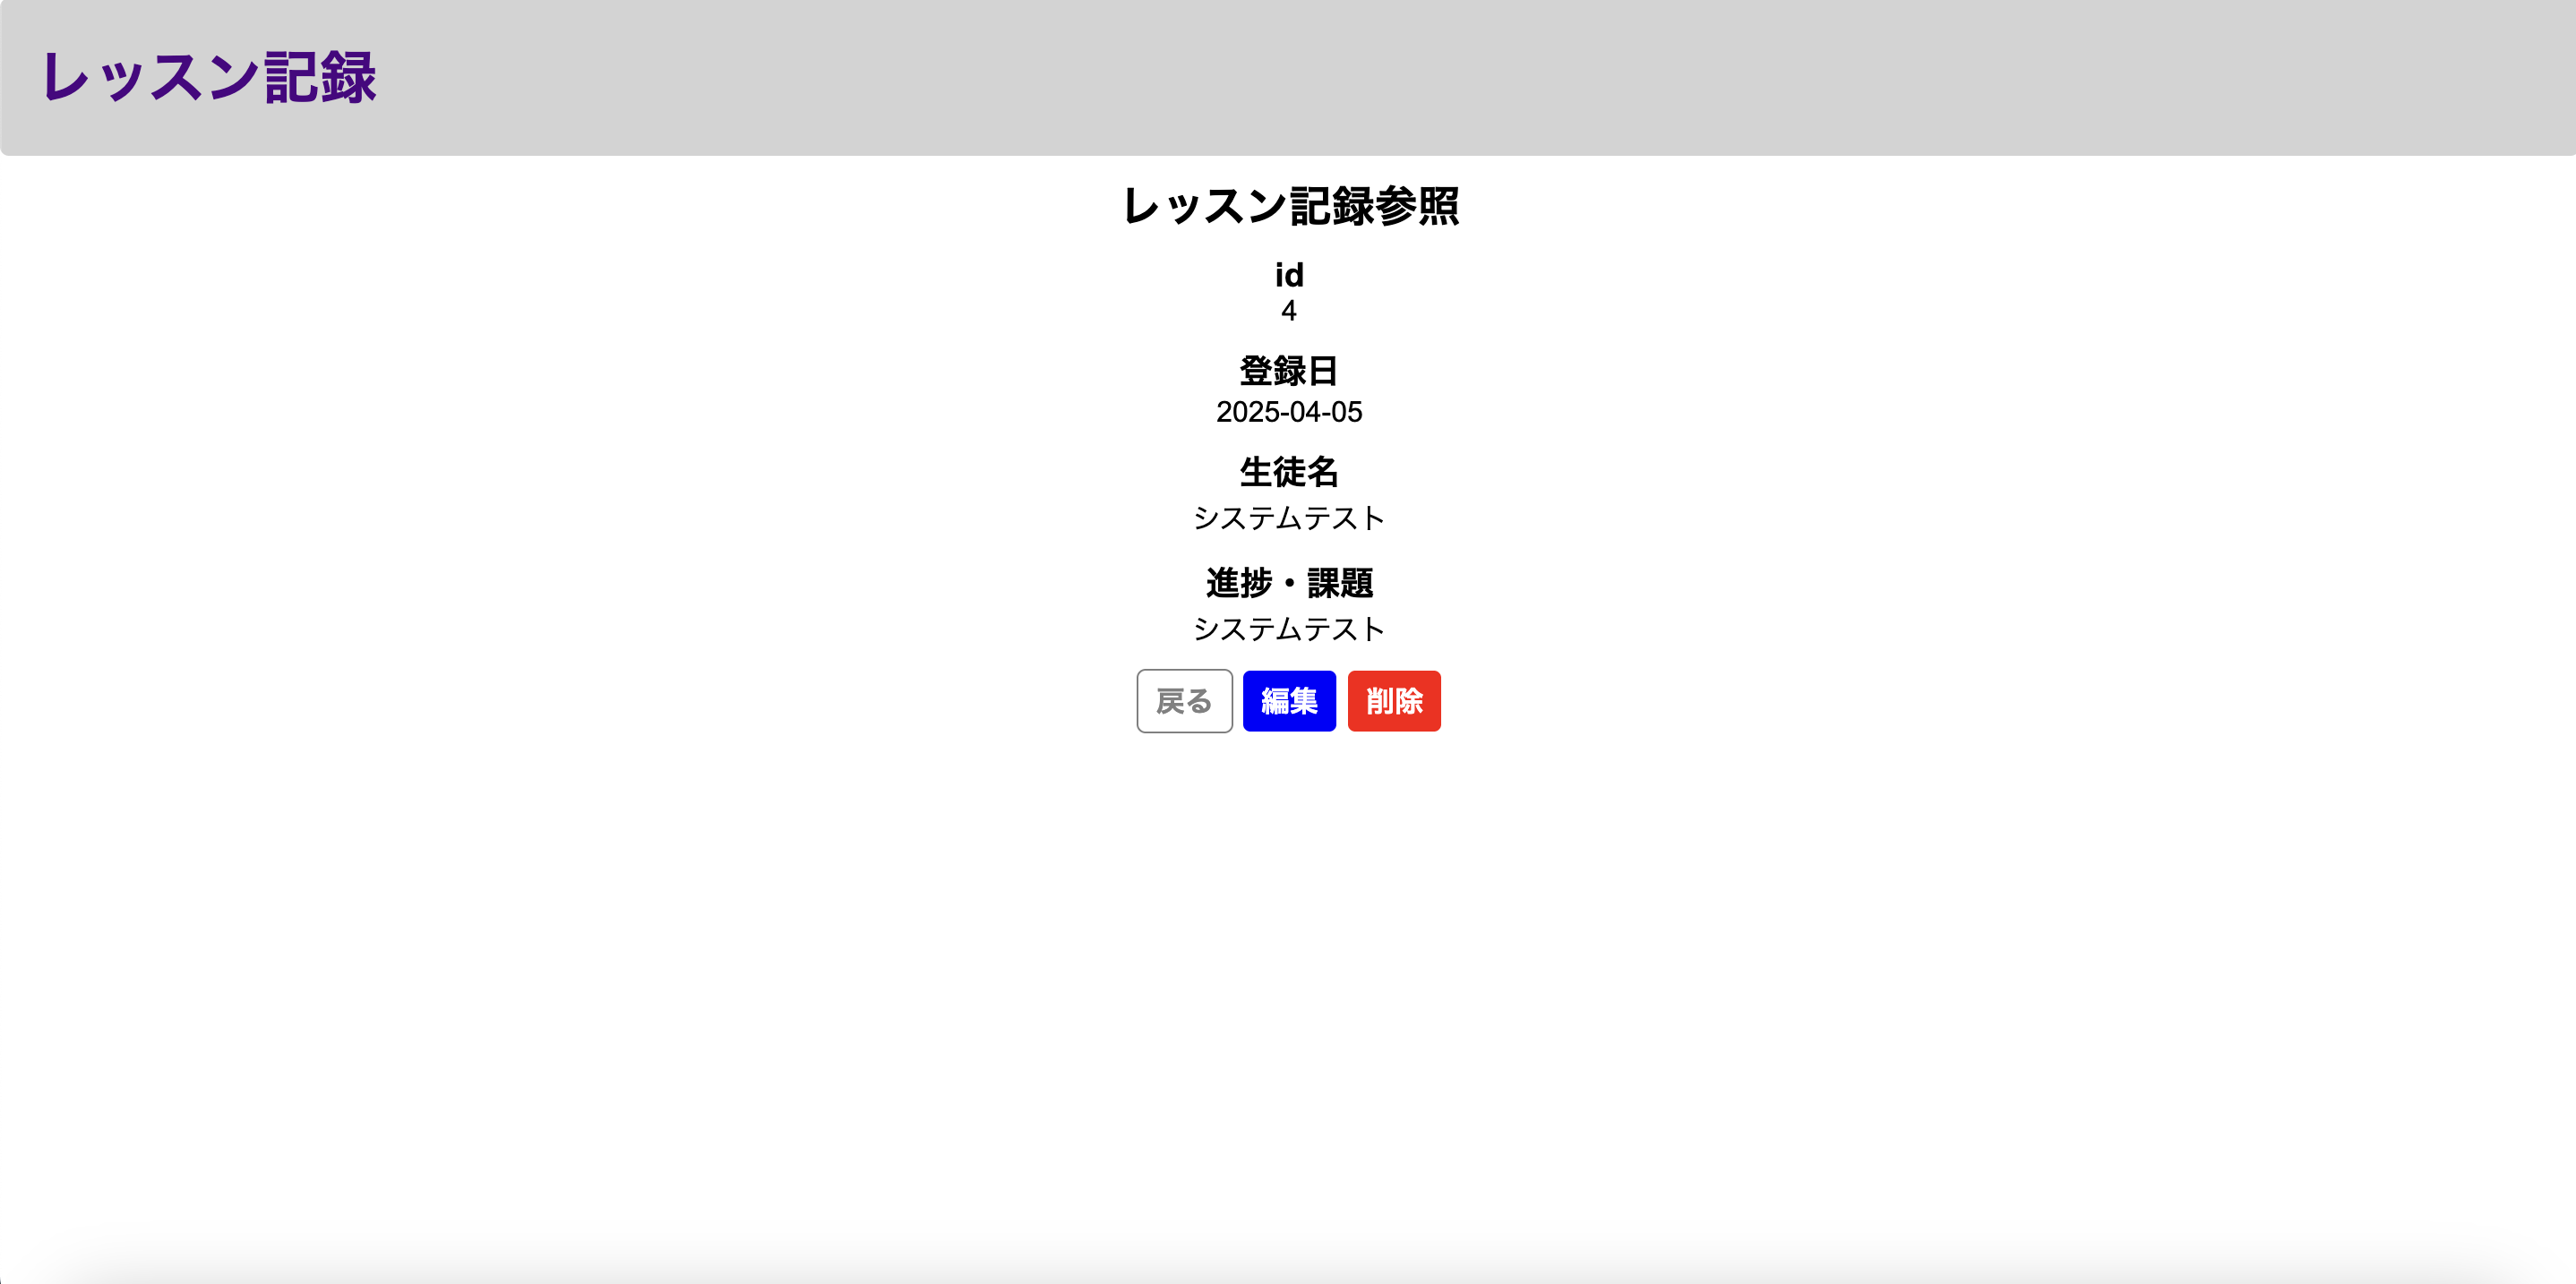 レッスン記録
レッスン記録参照
id
4
登録日
2025-04-05
生徒名
システムテスト
進捗・課題
システムテスト
戻る 編集 削除